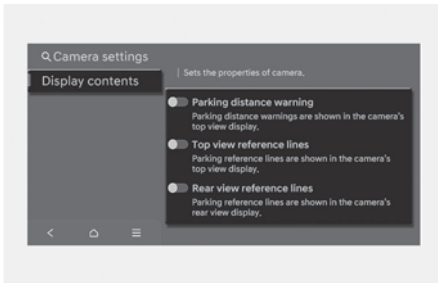 Camera settings
Display contents
Sets the properties of camera.
Parking distance warning
Parking distance warnings are shown in the camera's
top view display.
Top view reference lines
Parking reference lines are shown in the camera's
top view display.
Rear view reference lines
Parking reference lines are shown in the camera's
rear view display.